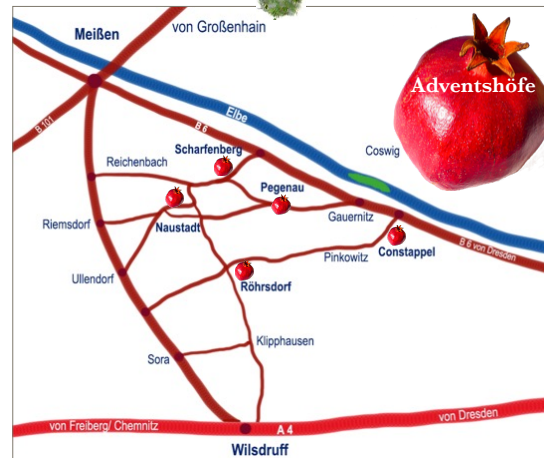 von Großenhain
Meißen
Adventshöfe
Elbe
B 101
B 6
Scharfenberg
Coswig
Reichenbach
Pegenau
Riemsdorf
Naustadt
Gauernitz
B 6 von Dresden
Constappel
Pinkowitz
Ullendorf
Röhrsdorf
Klipphausen
Sora
von Freiberg/ Chemnitz
A 4
von Dresden
Wilsdruff